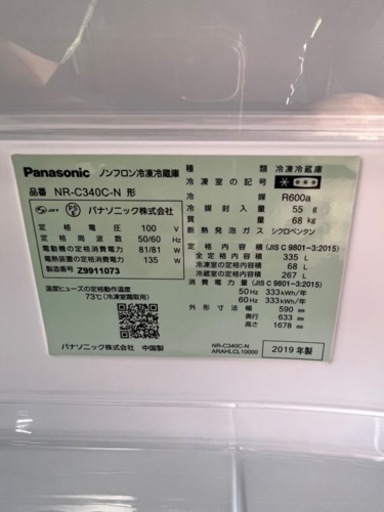 Panasonic ノンフロン冷凍冷蔵庫
品番 NR-C340C-N 形
JET PSE パナソニック株式会社
定格電圧 100 V
定格周波数 50/60 Hz
電動機の定格消費電力 81/81 W
電熱装置の定格消費電力 135 W
製造番号 Z9911073
温度ヒューズの定格動作温度
73℃(冷凍室霜取用)
パナソニック株式会社 中国製
種類 冷凍冷蔵庫
冷凍室の記号
冷媒 R600a
冷媒封入量 55 g
質量 68 kg
断熱発泡ガス シクロペンタン
定格内容積 (JIS C 9801-3:2015)
全定格内容積 335 L
冷凍室の定格内容積 68 L
冷蔵室の定格内容積 267 L
消費電力量 (JIS C 9801-3:2015)
50 Hz 333kWh/年
60 Hz 333kWh/年
外形寸法 幅 590 mm
奥行 633 mm
高さ 1678 mm
NR-C340C-N
ARAHLCL10000
2019 年製